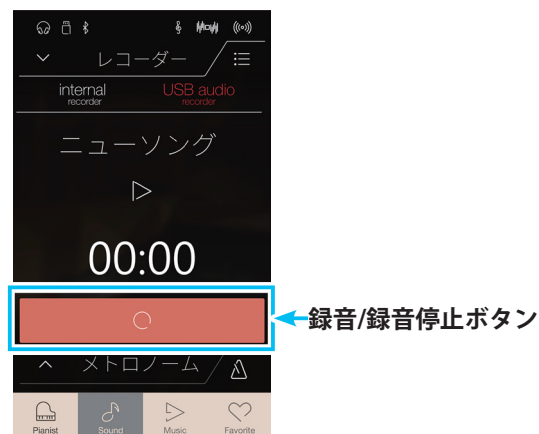 レコーダー
internal
recorder
USB audio
recorder
ニューソング
00:00
録音/録音停止ボタン
メトロノーム
Pianist
Sound
Music
Favorite